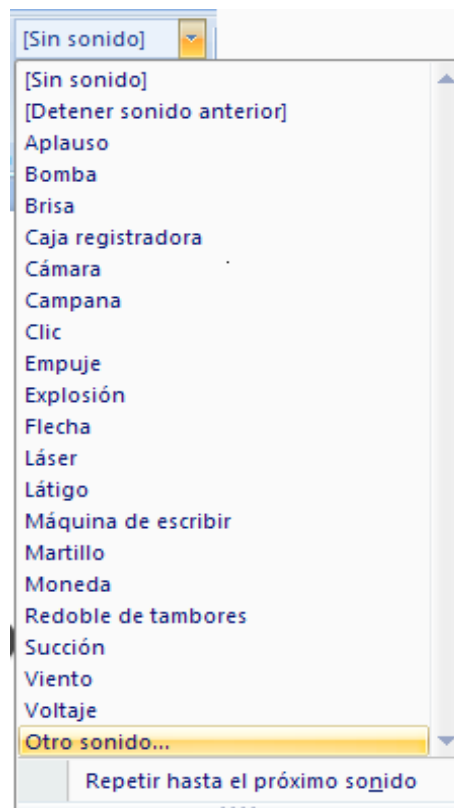 [Sin sonido]
[Sin sonido]
[Detener sonido anterior]
Aplauso
Bomba
Brisa
Caja registradora
Cámara
Campana
Clic
Empuje
Explosión
Flecha
Láser
Látigo
Máquina de escribir
Martillo
Moneda
Redoble de tambores
Succión
Viento
Voltaje
Otro sonido...
Repetir hasta el próximo sonido